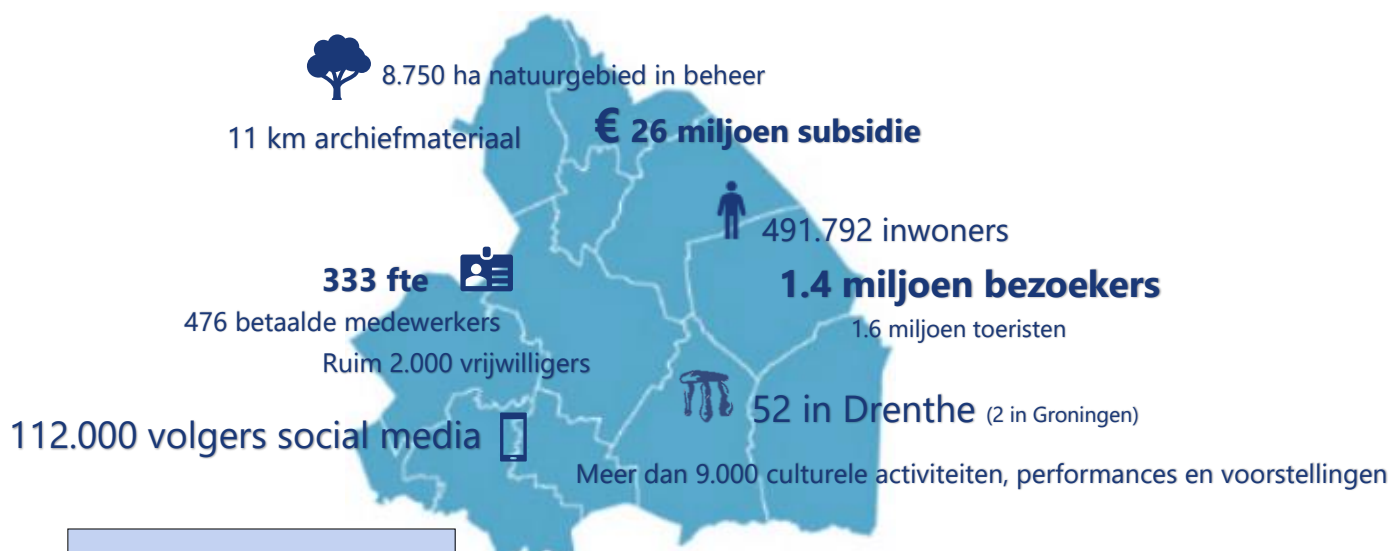 8.750 ha natuurgebied in beheer
11 km archiefmateriaal
€ 26 miljoen subsidie
491.792 inwoners
333 fte
1.4 miljoen bezoekers
476 betaalde medewerkers
1.6 miljoen toeristen
Ruim 2.000 vrijwilligers
52 in Drenthe (2 in Groningen)
112.000 volgers social media
Meer dan 9.000 culturele activiteiten, performances en voorstellingen